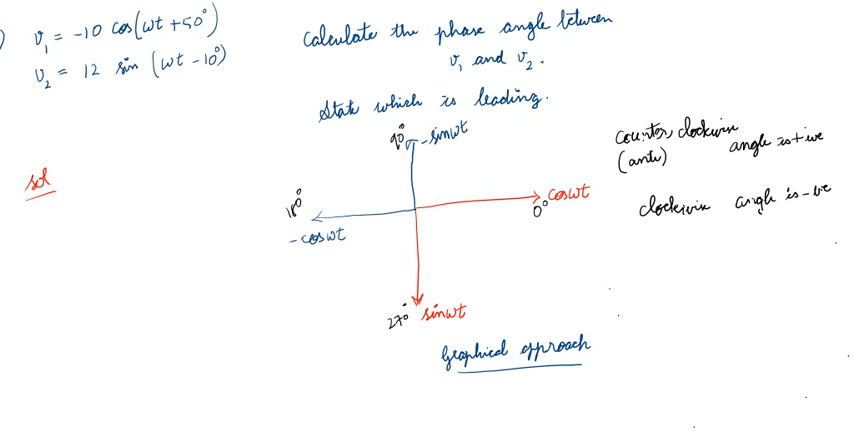 )
v₁ = -10 cos(ωt + 50°)
v₂ = 12 sin (ωt - 10°)
Calculate the phase angle between
v₁ and v₂.
State which is leading.
sol
90°
-sinωt
180°
-cosωt
0°
cosωt
270°
sinωt
counter clockwise angle is +ive
(anti)
clockwise angle is -ve
Graphical approach